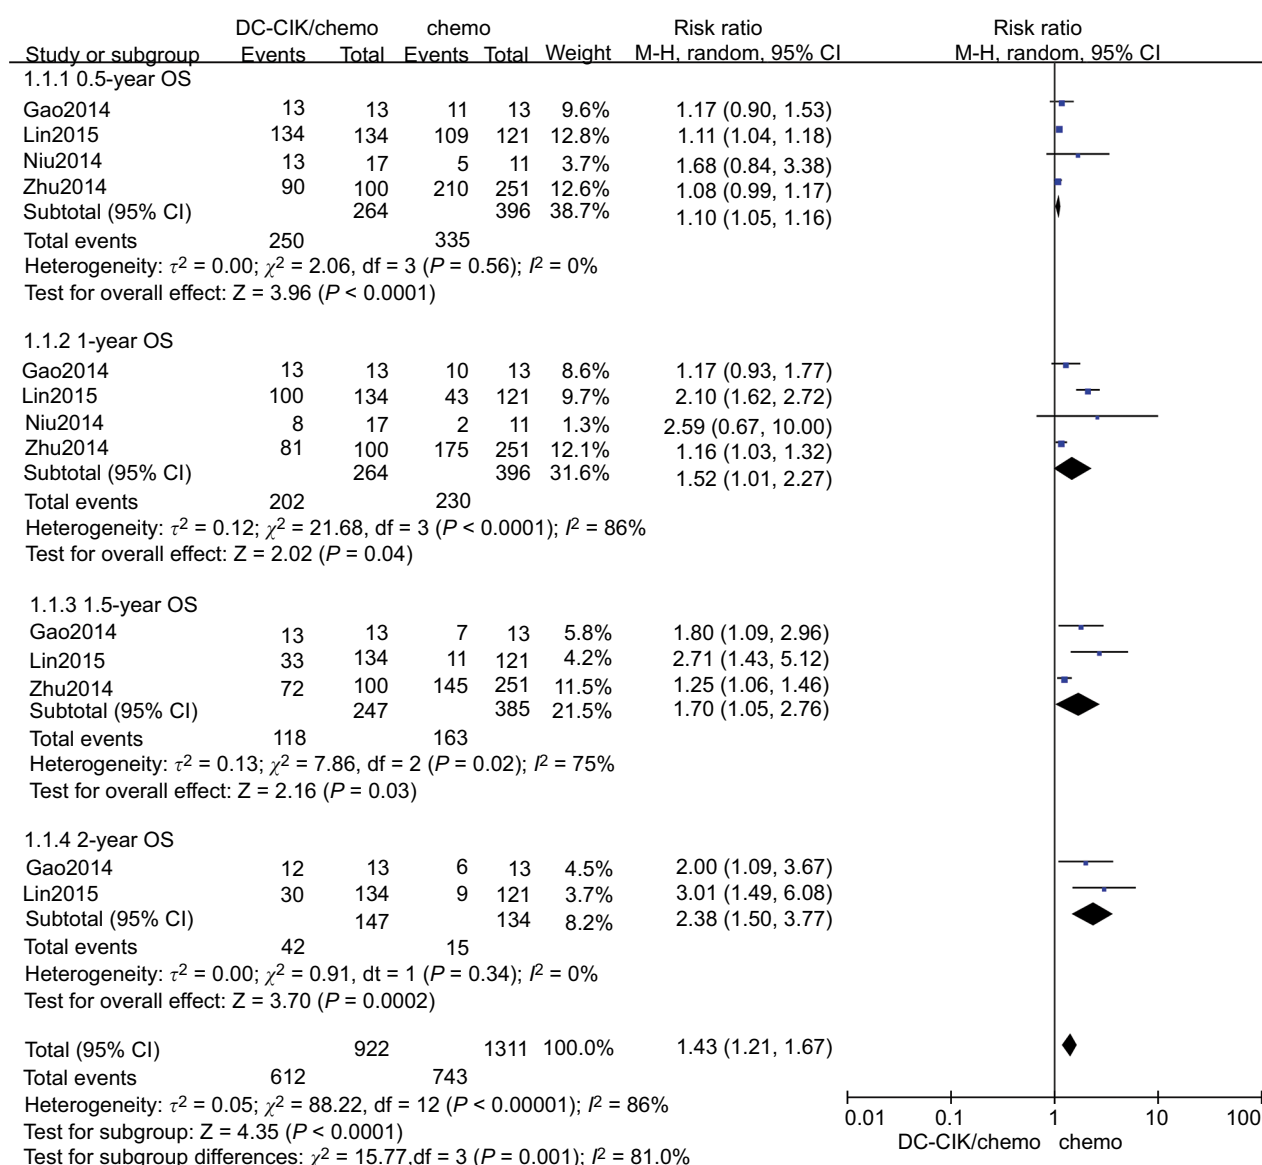 DC-CIK/chemo chemo Risk ratio Risk ratio
Study or subgroup Events Total Events Total Weight M-H, random, 95% CI M-H, random, 95% CI
1.1.1 0.5-year OS
Gao2014 13 13 11 13 9.6% 1.17 (0.90, 1.53)
Lin2015 134 134 109 121 12.8% 1.11 (1.04, 1.18)
Niu2014 13 17 5 11 3.7% 1.68 (0.84, 3.38)
Zhu2014 90 100 210 251 12.6% 1.08 (0.99, 1.17)
Subtotal (95% CI) 264 396 38.7% 1.10 (1.05, 1.16)
Total events 250 335
Heterogeneity: τ² = 0.00; χ² = 2.06, df = 3 (P = 0.56); I² = 0%
Test for overall effect: Z = 3.96 (P < 0.0001)
1.1.2 1-year OS
Gao2014 13 13 10 13 8.6% 1.17 (0.93, 1.77)
Lin2015 100 134 43 121 9.7% 2.10 (1.62, 2.72)
Niu2014 8 17 2 11 1.3% 2.59 (0.67, 10.00)
Zhu2014 81 100 175 251 12.1% 1.16 (1.03, 1.32)
Subtotal (95% CI) 264 396 31.6% 1.52 (1.01, 2.27)
Total events 202 230
Heterogeneity: τ² = 0.12; χ² = 21.68, df = 3 (P < 0.0001); I² = 86%
Test for overall effect: Z = 2.02 (P = 0.04)
1.1.3 1.5-year OS
Gao2014 13 13 7 13 5.8% 1.80 (1.09, 2.96)
Lin2015 33 134 11 121 4.2% 2.71 (1.43, 5.12)
Zhu2014 72 100 145 251 11.5% 1.25 (1.06, 1.46)
Subtotal (95% CI) 247 385 21.5% 1.70 (1.05, 2.76)
Total events 118 163
Heterogeneity: τ² = 0.13; χ² = 7.86, df = 2 (P = 0.02); I² = 75%
Test for overall effect: Z = 2.16 (P = 0.03)
1.1.4 2-year OS
Gao2014 12 13 6 13 4.5% 2.00 (1.09, 3.67)
Lin2015 30 134 9 121 3.7% 3.01 (1.49, 6.08)
Subtotal (95% CI) 147 134 8.2% 2.38 (1.50, 3.77)
Total events 42 15
Heterogeneity: τ² = 0.00; χ² = 0.91, dt = 1 (P = 0.34); I² = 0%
Test for overall effect: Z = 3.70 (P = 0.0002)
Total (95% CI) 922 1311 100.0% 1.43 (1.21, 1.67)
Total events 612 743
Heterogeneity: τ² = 0.05; χ² = 88.22, df = 12 (P < 0.00001); I² = 86%
0.01 0.1 1 10 100
Test for subgroup: Z = 4.35 (P < 0.0001)
DC-CIK/chemo chemo
Test for subgroup differences: χ² = 15.77,df = 3 (P = 0.001); I² = 81.0%